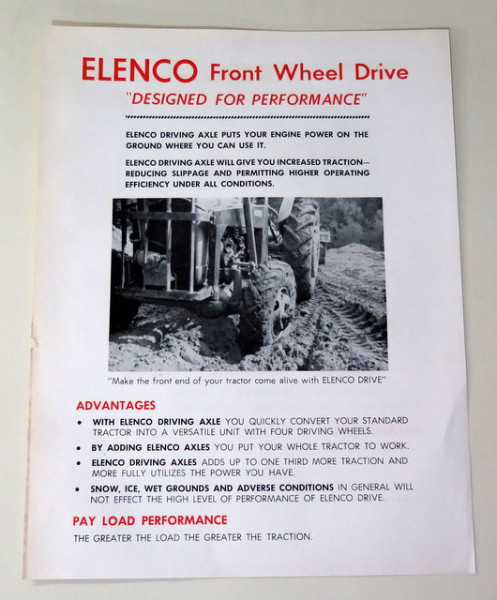 ELENCO Front Wheel Drive
"DESIGNED FOR PERFORMANCE"
ELENCO DRIVING AXLE PUTS YOUR ENGINE POWER ON THE
GROUND WHERE YOU CAN USE IT.
ELENCO DRIVING AXLE WILL GIVE YOU INCREASED TRACTION—
REDUCING SLIPPAGE AND PERMITTING HIGHER OPERATING
EFFICIENCY UNDER ALL CONDITIONS.
"Make the front end of your tractor come alive with ELENCO DRIVE"
ADVANTAGES
• WITH ELENCO DRIVING AXLE YOU QUICKLY CONVERT YOUR STANDARD
TRACTOR INTO A VERSATILE UNIT WITH FOUR DRIVING WHEELS.
• BY ADDING ELENCO AXLES YOU PUT YOUR WHOLE TRACTOR TO WORK.
• ELENCO DRIVING AXLES ADDS UP TO ONE THIRD MORE TRACTION AND
MORE FULLY UTILIZES THE POWER YOU HAVE.
• SNOW, ICE, WET GROUNDS AND ADVERSE CONDITIONS IN GENERAL WILL
NOT EFFECT THE HIGH LEVEL OF PERFORMANCE OF ELENCO DRIVE.
PAY LOAD PERFORMANCE
THE GREATER THE LOAD THE GREATER THE TRACTION.